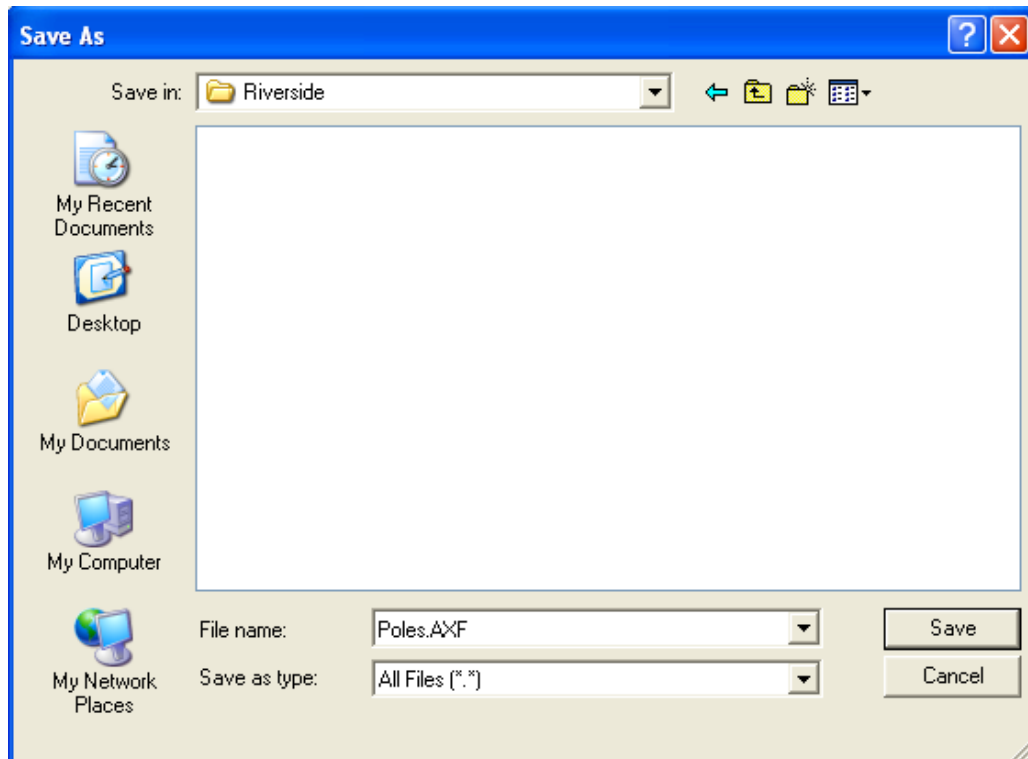 Save As
Save in: Riverside
My Recent
Documents
Desktop
My Documents
My Computer
My Network
Places
File name: Poles.AXF Save
Save as type: All Files (*.*) Cancel